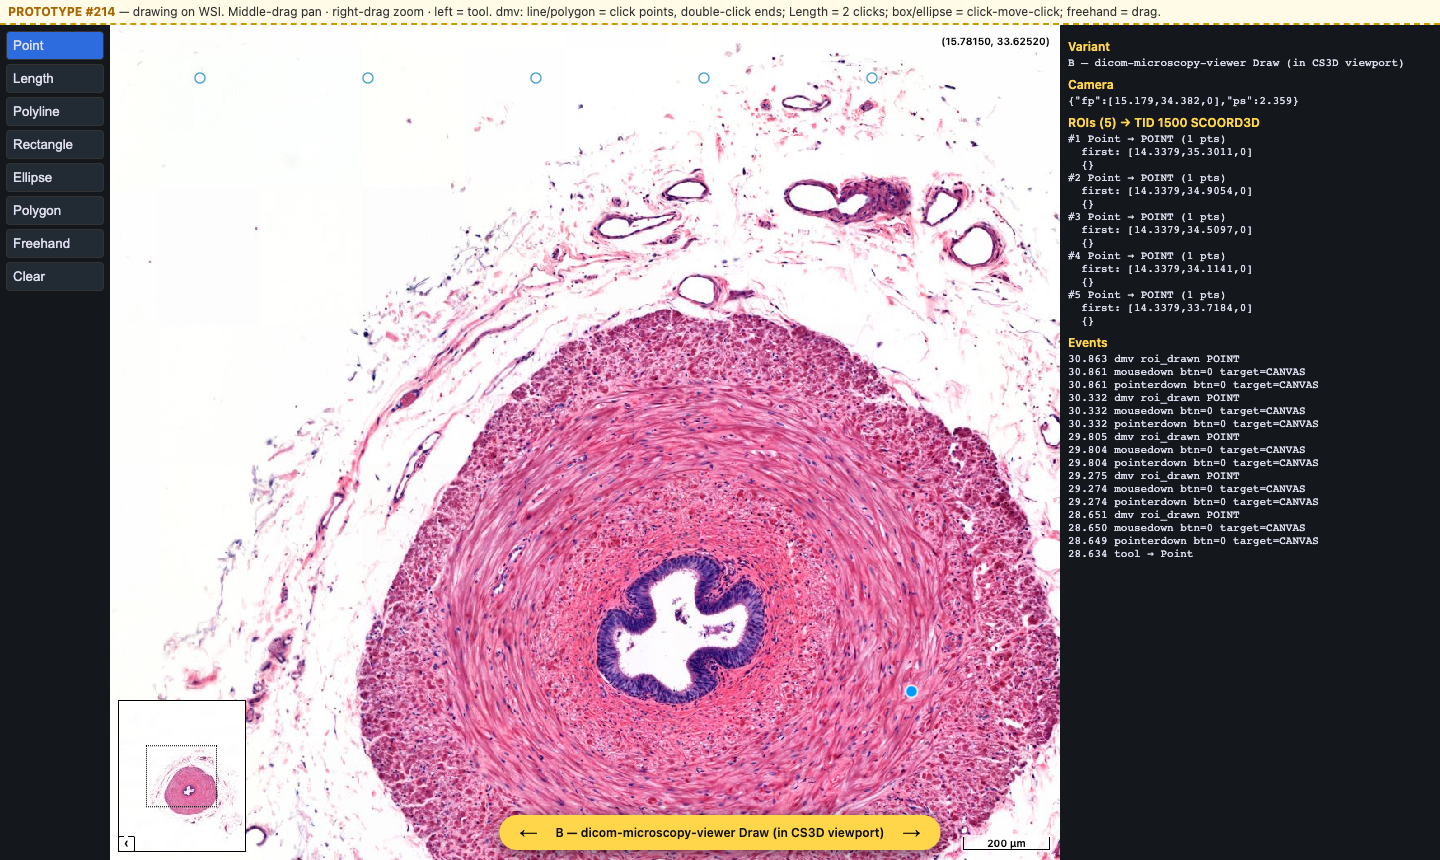 PROTOTYPE #214 — drawing on WSI. Middle-drag pan · right-drag zoom · left = tool. dmv: line/polygon = click points, double-click ends; Length = 2 clicks; box/ellipse = click-move-click; freehand = drag.
Point
Length
Polyline
Rectangle
Ellipse
Polygon
Freehand
Clear
(15.78150, 33.62520)
200 µm
← B — dicom-microscopy-viewer Draw (in CS3D viewport) →
Variant
B — dicom-microscopy-viewer Draw (in CS3D viewport)
Camera
{"fp":[15.179,34.382,0],"ps":2.359}
ROIs (5) → TID 1500 SCOORD3D
#1 Point → POINT (1 pts)
first: [14.3379,35.3011,0]
{}
#2 Point → POINT (1 pts)
first: [14.3379,34.9054,0]
{}
#3 Point → POINT (1 pts)
first: [14.3379,34.5097,0]
{}
#4 Point → POINT (1 pts)
first: [14.3379,34.1141,0]
{}
#5 Point → POINT (1 pts)
first: [14.3379,33.7184,0]
{}
Events
30.863 dmv roi_drawn POINT
30.861 mousedown btn=0 target=CANVAS
30.861 pointerdown btn=0 target=CANVAS
30.332 dmv roi_drawn POINT
30.332 mousedown btn=0 target=CANVAS
30.332 pointerdown btn=0 target=CANVAS
29.805 dmv roi_drawn POINT
29.804 mousedown btn=0 target=CANVAS
29.804 pointerdown btn=0 target=CANVAS
29.275 dmv roi_drawn POINT
29.274 mousedown btn=0 target=CANVAS
29.274 pointerdown btn=0 target=CANVAS
28.651 dmv roi_drawn POINT
28.650 mousedown btn=0 target=CANVAS
28.649 pointerdown btn=0 target=CANVAS
28.634 tool → Point